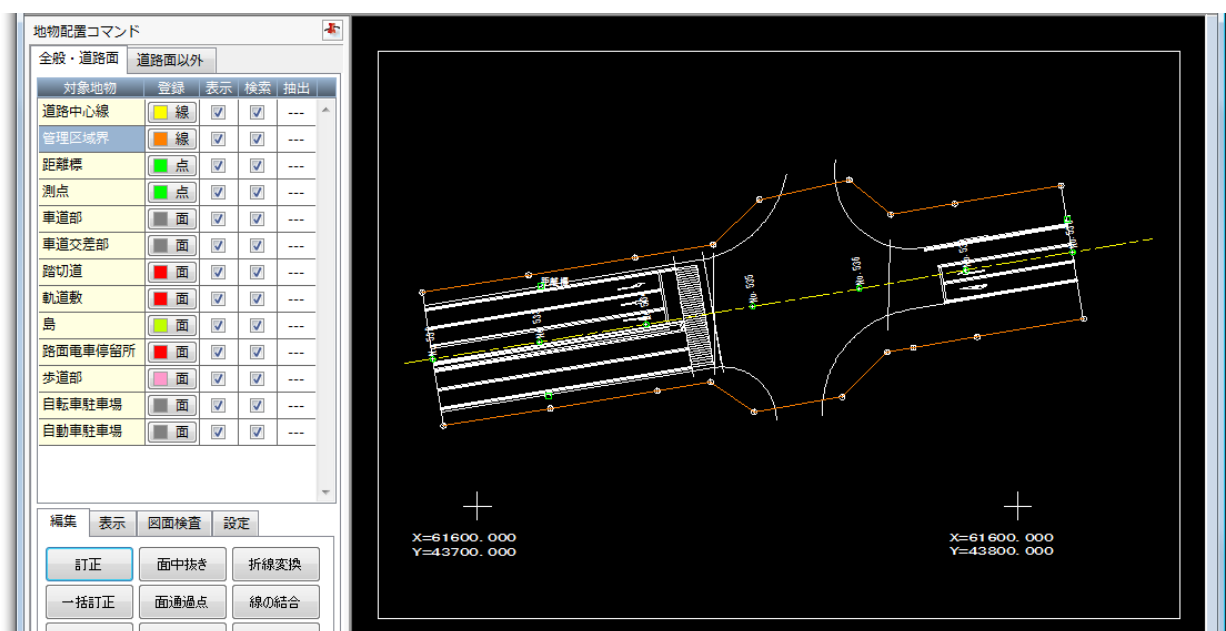 地物配置コマンド
全般・道路面 道路面以外
対象地物 登録 表示 検索 抽出
道路中心線 線 ---
管理区域界 線 ---
距離標 点 ---
測点 点 ---
車道部 面 ---
車道交差部 面 ---
踏切道 面 ---
軌道敷 面 ---
島 面 ---
路面電車停留所 面 ---
歩道部 面 ---
自転車駐車場 面 ---
自動車駐車場 面 ---
編集 表示 図面検査 設定
訂正 面中抜き 折線変換
一括訂正 面通過点 線の結合
距離標
No.535
No.536
X=61600.000
Y=43700.000
X=61600.000
Y=43800.000